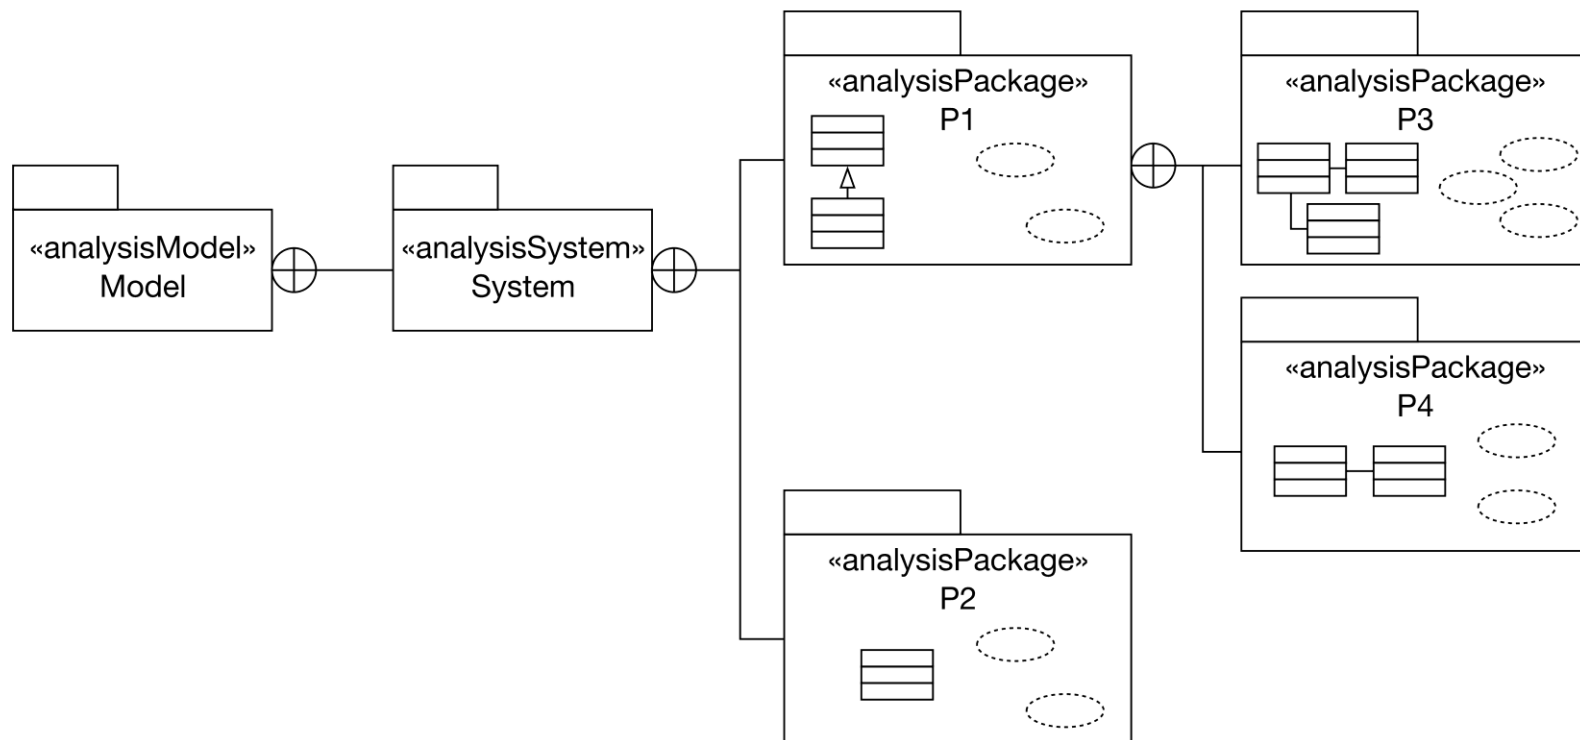 «analysisModel»
Model
«analysisSystem»
System
«analysisPackage»
P1
«analysisPackage»
P3
«analysisPackage»
P4
«analysisPackage»
P2